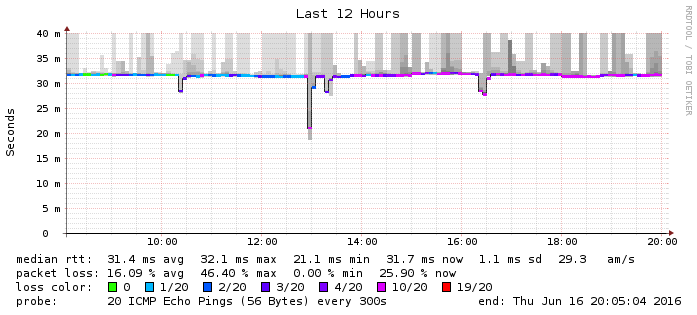 Last 12 Hours
RRDTOOL / TOBI OETIKER
Seconds
40 m
35 m
30 m
25 m
20 m
15 m
10 m
5 m
0
10:00 12:00 14:00 16:00 18:00 20:00
median rtt: 31.4 ms avg 32.1 ms max 21.1 ms min 31.7 ms now 1.1 ms sd 29.3 am/s
packet loss: 16.09 % avg 46.40 % max 0.00 % min 25.90 % now
loss color: 0 1/20 2/20 3/20 4/20 10/20 19/20
probe: 20 ICMP Echo Pings (56 Bytes) every 300s end: Thu Jun 16 20:05:04 2016